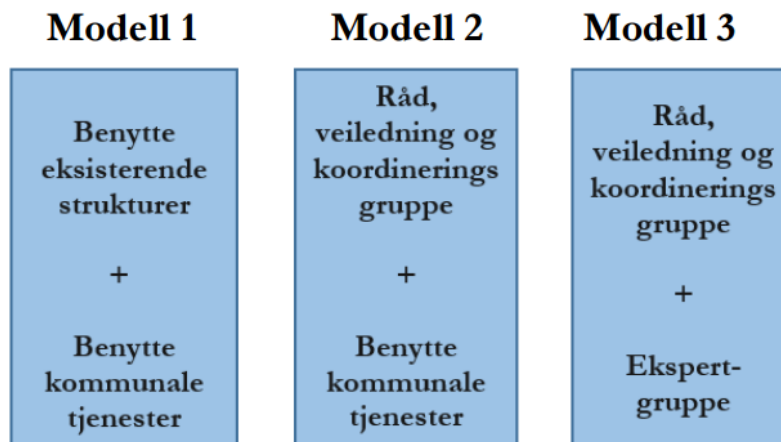 Modell 1
Benytte
eksisterende
strukturer
+
Benytte
kommunale
tjenester
Modell 2
Råd,
veiledning og
koordinerings
gruppe
+
Benytte
kommunale
tjenester
Modell 3
Råd,
veiledning og
koordinerings
gruppe
+
Ekspert-
gruppe